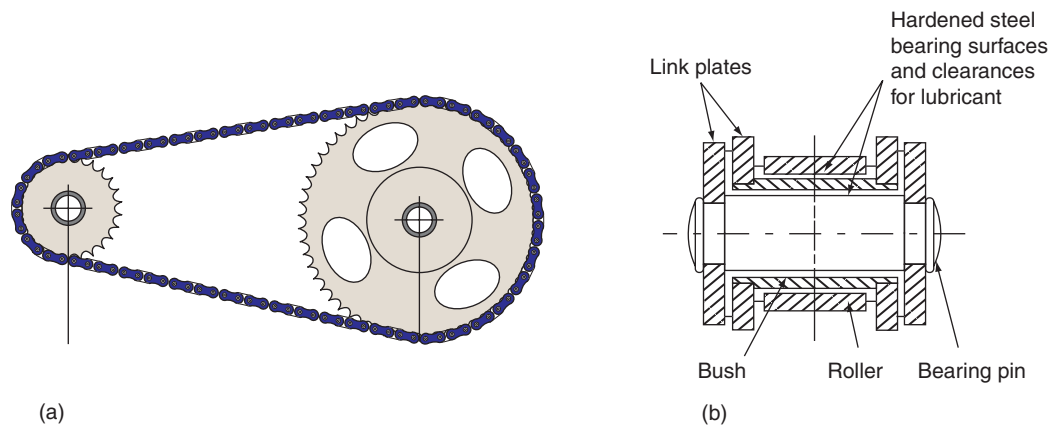 Hardened steel
bearing surfaces
and clearances
for lubricant
Link plates
Bush
Roller
Bearing pin
(a)
(b)